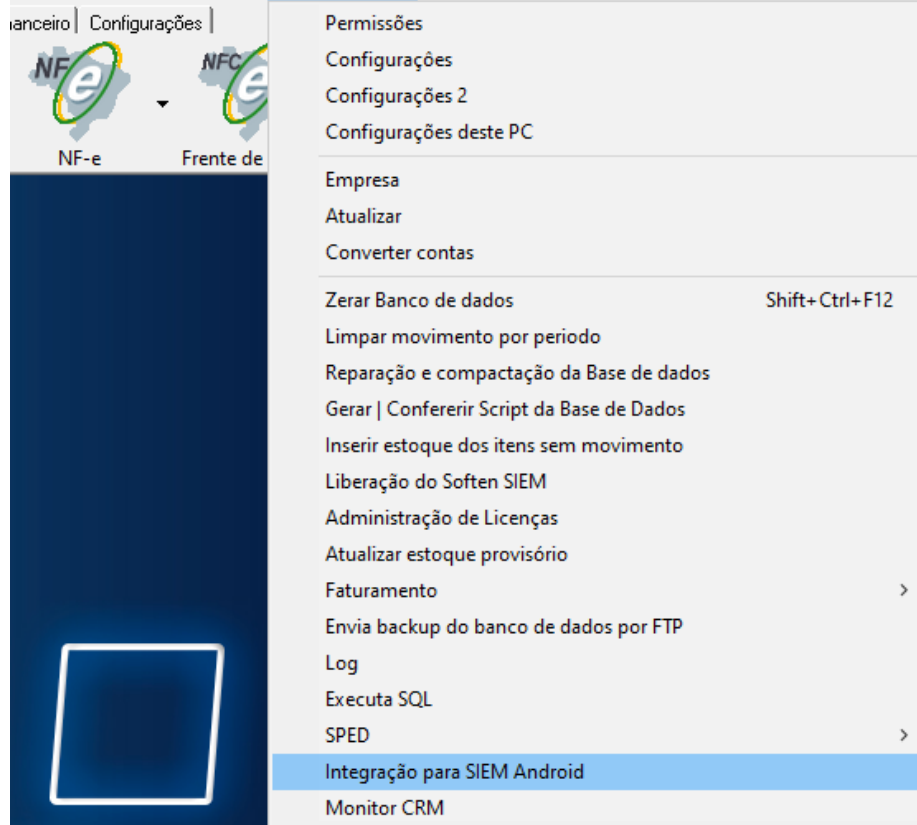 anceiro Configurações
NF e
NFC e
NF-e
Frente de
Permissões
Configurações
Configurações 2
Configurações deste PC
Empresa
Atualizar
Converter contas
Zerar Banco de dados Shift+Ctrl+F12
Limpar movimento por periodo
Reparação e compactação da Base de dados
Gerar | Confererir Script da Base de Dados
Inserir estoque dos itens sem movimento
Liberação do Soften SIEM
Administração de Licenças
Atualizar estoque provisório
Faturamento
Envia backup do banco de dados por FTP
Log
Executa SQL
SPED
Integração para SIEM Android
Monitor CRM